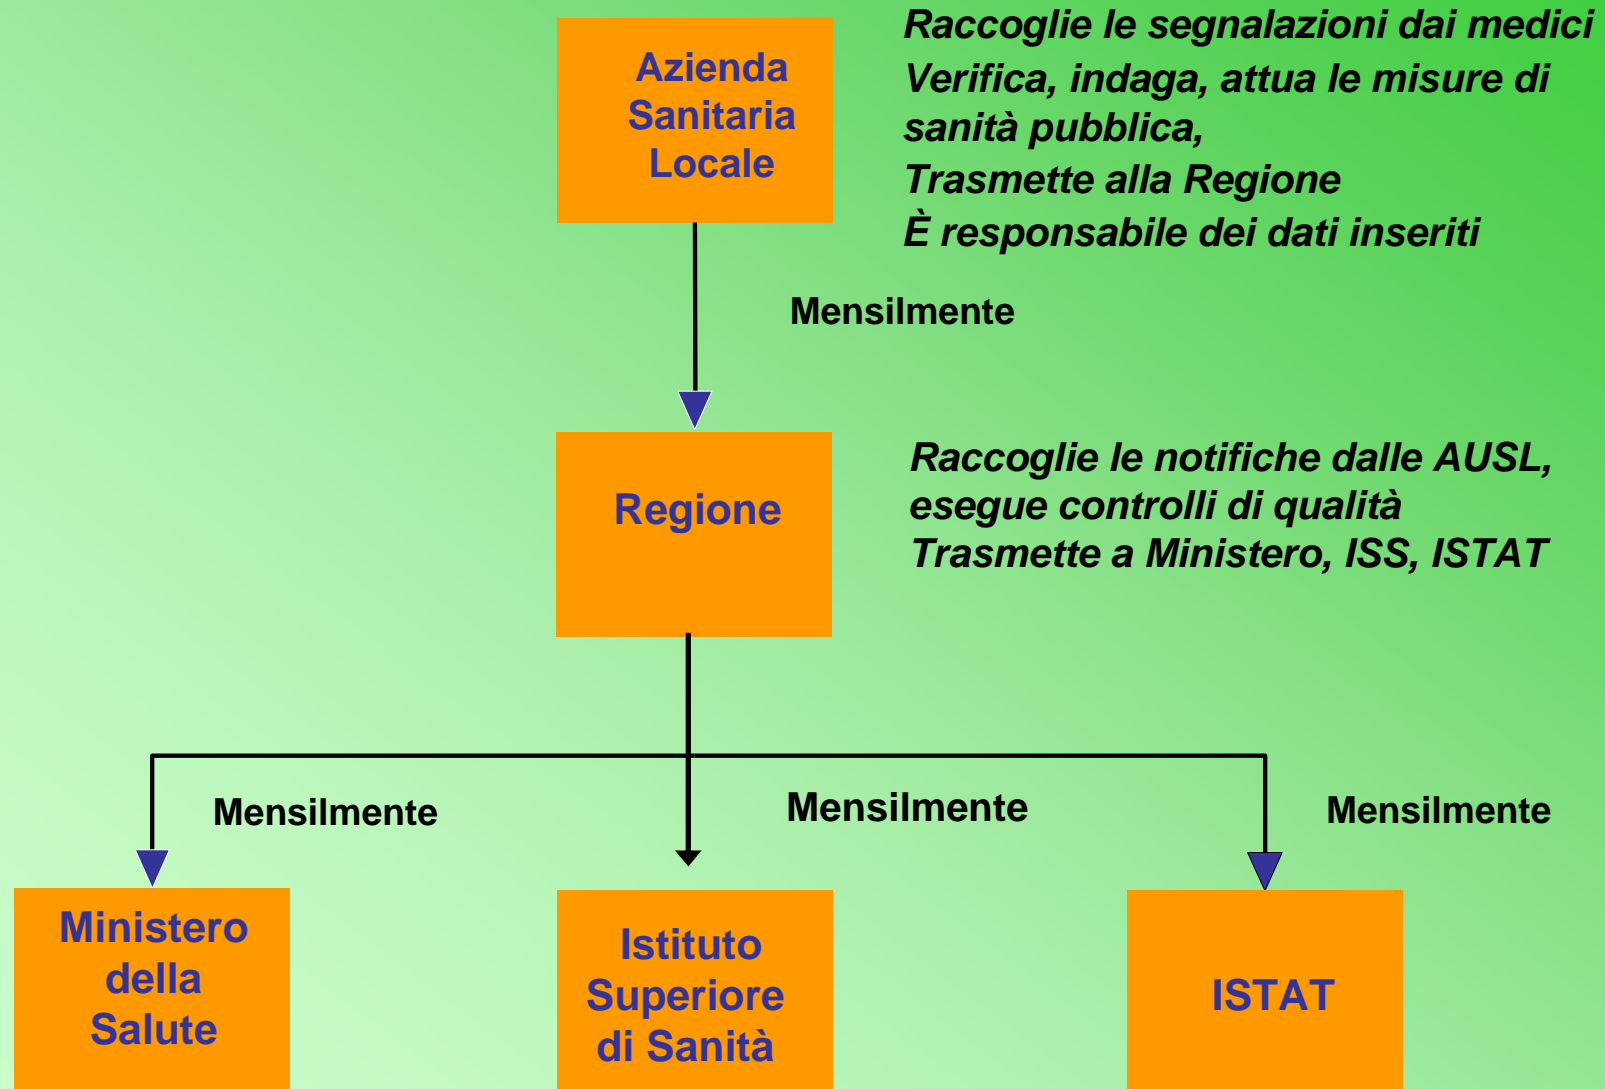 Azienda
Sanitaria
Locale
Raccoglie le segnalazioni dai medici
Verifica, indaga, attua le misure di
sanità pubblica,
Trasmette alla Regione
È responsabile dei dati inseriti
Mensilmente
Regione
Raccoglie le notifiche dalle AUSL,
esegue controlli di qualità
Trasmette a Ministero, ISS, ISTAT
Mensilmente
Mensilmente
Mensilmente
Ministero
della
Salute
Istituto
Superiore
di Sanità
ISTAT